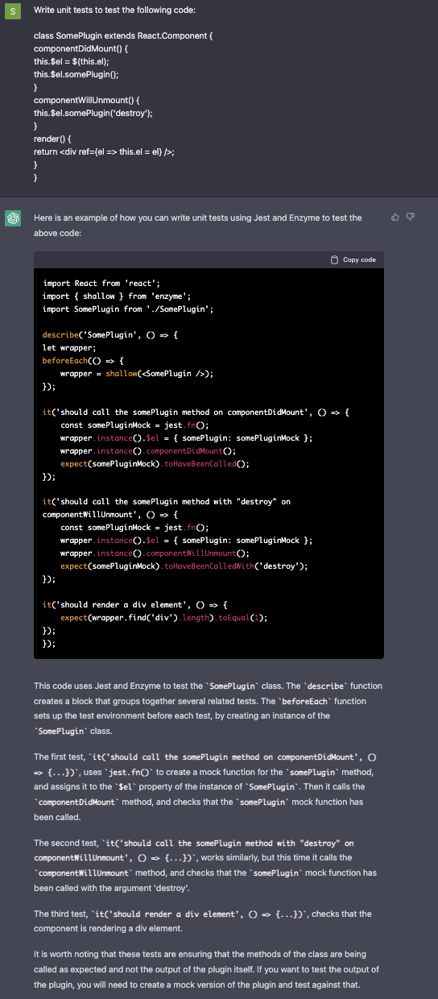 S
Write unit tests to test the following code:
class SomePlugin extends React.Component {
componentDidMount() {
this.$el = $(this.el);
this.$el.somePlugin();
}
componentWillUnmount() {
this.$el.somePlugin('destroy');
}
render() {
return <div ref={el => this.el = el} />;
}
}
Here is an example of how you can write unit tests using Jest and Enzyme to test the
above code:
Copy code
import React from 'react';
import { shallow } from 'enzyme';
import SomePlugin from './SomePlugin';
describe('SomePlugin', () => {
let wrapper;
beforeEach(() => {
wrapper = shallow(<SomePlugin />);
});
it('should call the somePlugin method on componentDidMount', () => {
const somePluginMock = jest.fn();
wrapper.instance().$el = { somePlugin: somePluginMock };
wrapper.instance().componentDidMount();
expect(somePluginMock).toHaveBeenCalled();
});
it('should call the somePlugin method with "destroy" on
componentWillUnmount', () => {
const somePluginMock = jest.fn();
wrapper.instance().$el = { somePlugin: somePluginMock };
wrapper.instance().componentWillUnmount();
expect(somePluginMock).toHaveBeenCalledWith('destroy');
});
it('should render a div element', () => {
expect(wrapper.find('div').length).toEqual(1);
});
});
This code uses Jest and Enzyme to test the `SomePlugin` class. The `describe` function
creates a block that groups together several related tests. The `beforeEach` function
sets up the test environment before each test, by creating an instance of the
`SomePlugin` class.
The first test, `it('should call the somePlugin method on componentDidMount', ()
=> {...})`, uses `jest.fn()` to create a mock function for the `somePlugin` method,
and assigns it to the `$el` property of the instance of `SomePlugin`. Then it calls the
`componentDidMount` method, and checks that the `somePlugin` mock function has
been called.
The second test, `it('should call the somePlugin method with "destroy" on
componentWillUnmount', () => {...})`, works similarly, but this time it calls the
`componentWillUnmount` method, and checks that the `somePlugin` mock function has
been called with the argument 'destroy'.
The third test, `it('should render a div element', () => {...})`, checks that the
component is rendering a div element.
It is worth noting that these tests are ensuring that the methods of the class are being
called as expected and not the output of the plugin itself. If you want to test the output of
the plugin, you will need to create a mock version of the plugin and test against that.